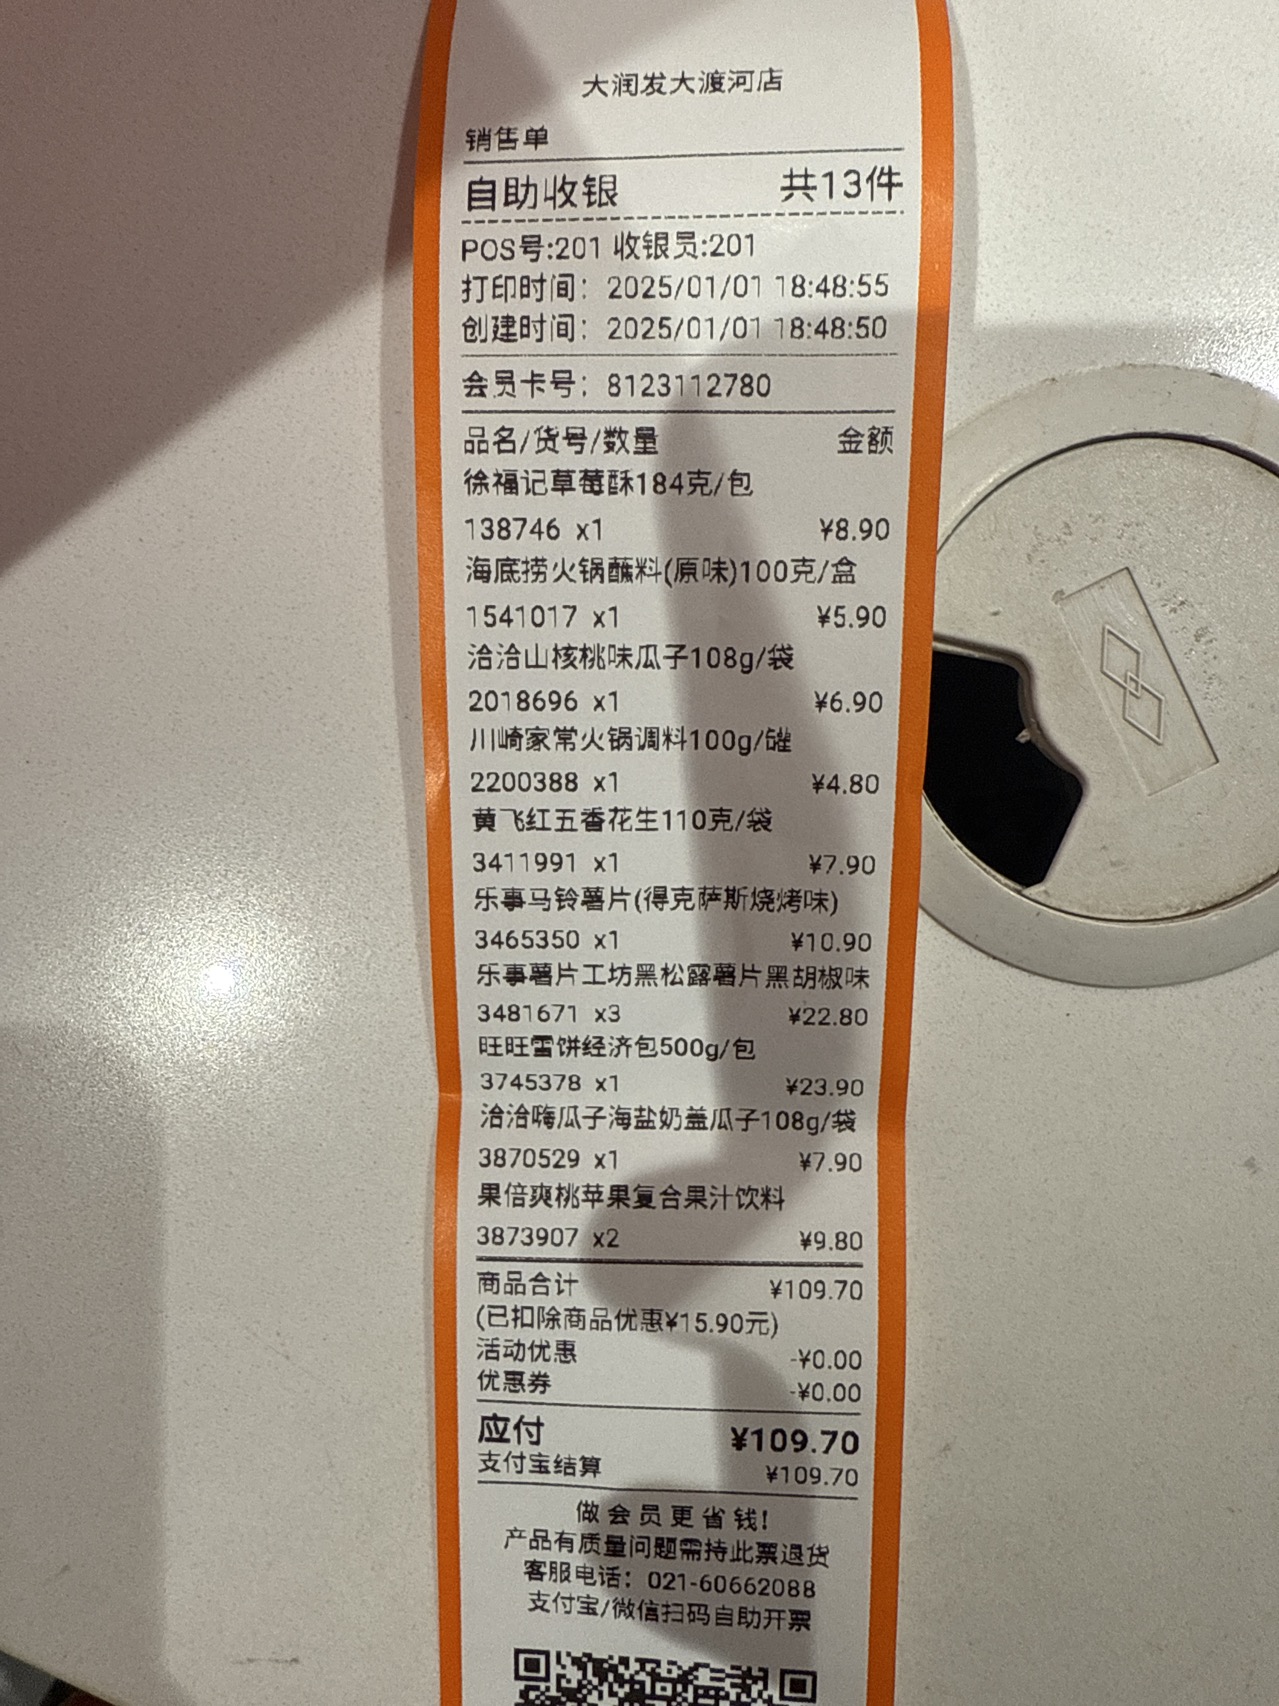 大润发大渡河店
销售单
自助收银 共13件
POS号:201 收银员:201
打印时间: 2025/01/01 18:48:55
创建时间: 2025/01/01 18:48:50
会员卡号: 8123112780
品名/货号/数量 金额
徐福记草莓酥184克/包
138746 x1 ¥8.90
海底捞火锅蘸料(原味)100克/盒
1541017 x1 ¥5.90
洽洽山核桃味瓜子108g/袋
2018696 x1 ¥6.90
川崎家常火锅调料100g/罐
2200388 x1 ¥4.80
黄飞红五香花生110克/袋
3411991 x1 ¥7.90
乐事马铃薯片(得克萨斯烧烤味)
3465350 x1 ¥10.90
乐事薯片工坊黑松露薯片黑胡椒味
3481671 x3 ¥22.80
旺旺雪饼经济包500g/包
3745378 x1 ¥23.90
洽洽嗨瓜子海盐奶盖瓜子108g/袋
3870529 x1 ¥7.90
果倍爽桃苹果复合果汁饮料
3873907 x2 ¥9.80
商品合计 ¥109.70
(已扣除商品优惠¥15.90元)
活动优惠 -¥0.00
优惠券 -¥0.00
应付 ¥109.70
支付宝结算 ¥109.70
做会员更省钱!
产品有质量问题需持此票退货
客服电话: 021-60662088
支付宝/微信扫码自助开票